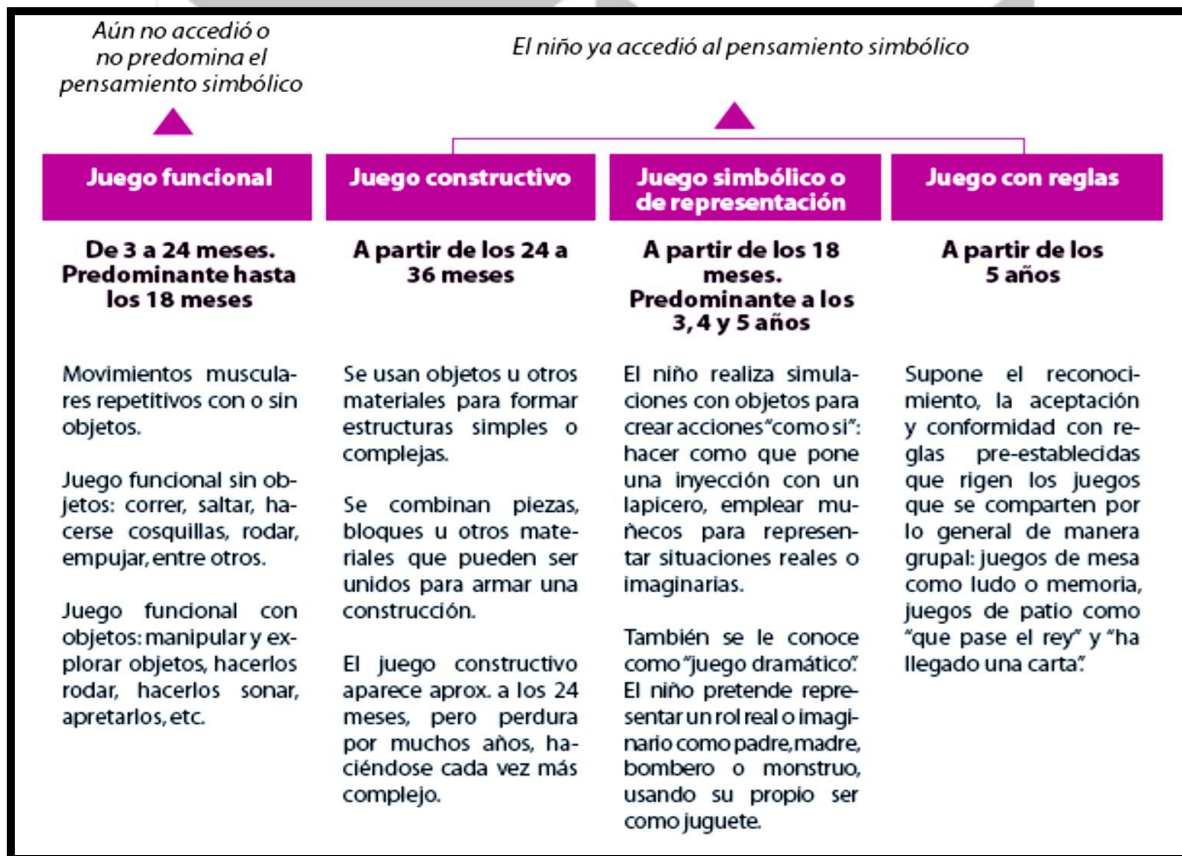 Aún no accedió o
no predomina el
pensamiento simbólico
El niño ya accedió al pensamiento simbólico
Juego funcional
De 3 a 24 meses.
Predominante hasta
los 18 meses
Movimientos muscula-
res repetitivos con o sin
objetos.
Juego funcional sin ob-
jetos: correr, saltar, ha-
cerse cosquillas, rodar,
empujar, entre otros.
Juego funcional con
objetos: manipular y ex-
plorar objetos, hacerlos
rodar, hacerlos sonar,
apretarlos, etc.
Juego constructivo
A partir de los 24 a
36 meses
Se usan objetos u otros
materiales para formar
estructuras simples o
complejas.
Se combinan piezas,
bloques u otros mate-
riales que pueden ser
unidos para armar una
construcción.
El juego constructivo
aparece aprox. a los 24
meses, pero perdura
por muchos años, ha-
ciéndose cada vez más
complejo.
Juego simbólico o
de representación
A partir de los 18
meses.
Predominante a los
3, 4 y 5 años
El niño realiza simula-
ciones con objetos para
crear acciones "como si":
hacer como que pone
una inyección con un
lapicero, emplear mu-
ñecos para represen-
tar situaciones reales o
imaginarias.
También se le conoce
como "juego dramático".
El niño pretende repre-
sentar un rol real o imagi-
nario como padre, madre,
bombero o monstruo,
usando su propio ser
como juguete.
Juego con reglas
A partir de los
5 años
Supone el reconoci-
miento, la aceptación
y conformidad con re-
glas pre-establecidas
que rigen los juegos
que se comparten por
lo general de manera
grupal: juegos de mesa
como ludo o memoria,
juegos de patio como
"que pase el rey" y "ha
llegado una carta".